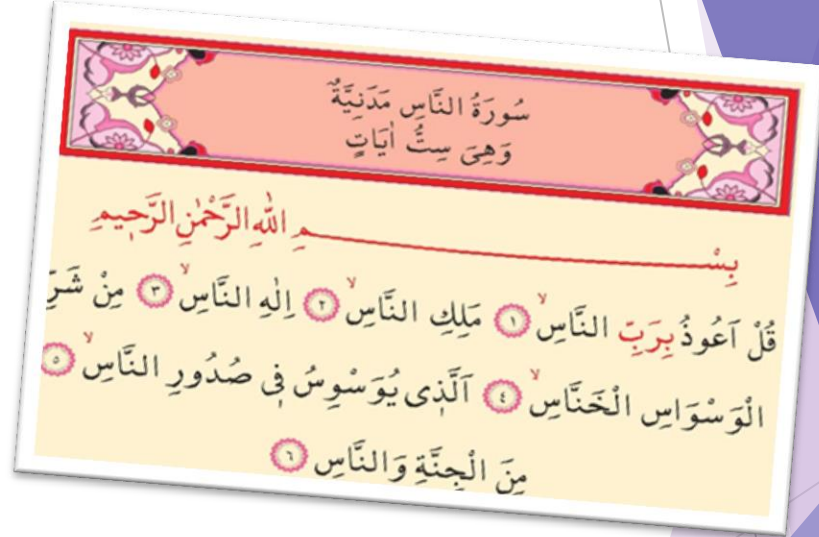 سُورَةُ النَّاسِ مَدَنِيَّةٌ
وَهِىَ سِتُّ اٰيَاتٍ
بِسْــــــــمِ اللّٰهِ الرَّحْمٰنِ الرَّحٖيمِ
قُلْ اَعُوذُ بِرَبِّ النَّاسِۙ ١ مَلِكِ النَّاسِۙ ٢ اِلٰهِ النَّاسِۙ ٣ مِنْ شَرِّ
الْوَسْوَاسِ الْخَنَّاسِۙ ٤ اَلَّذٖى يُوَسْوِسُ فٖى صُدُورِ النَّاسِۙ ٥
مِنَ الْجِنَّةِ وَالنَّاسِ ٦